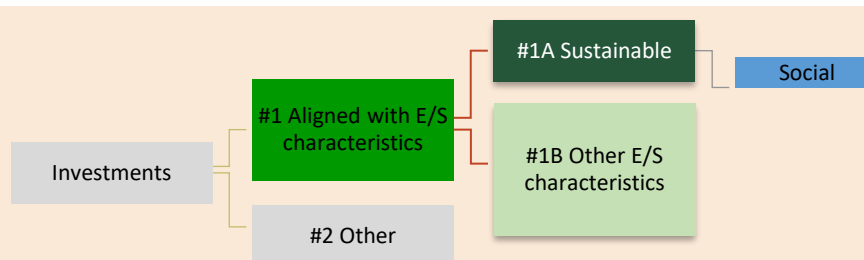 #1A Sustainable
Social
#1 Aligned with E/S
characteristics
#1B Other E/S
characteristics
Investments
#2 Other